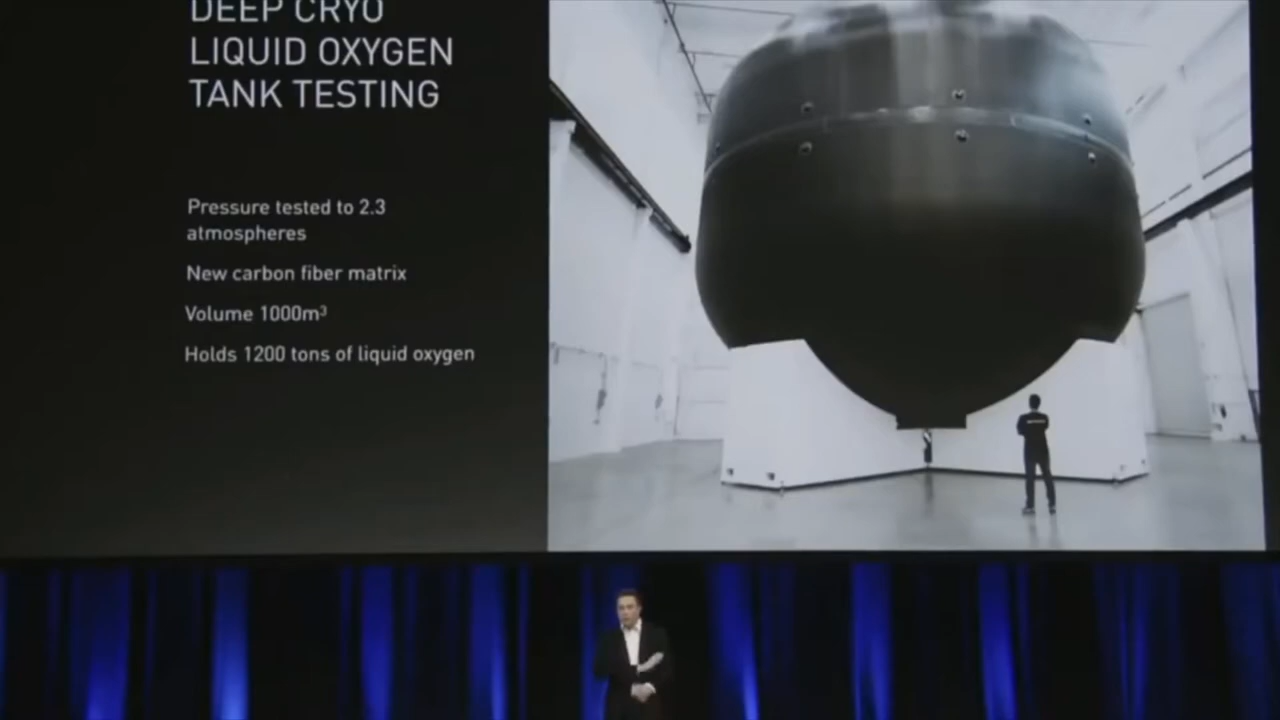 DEEP CRYO
LIQUID OXYGEN
TANK TESTING
Pressure tested to 2.3
atmospheres
New carbon fiber matrix
Volume 1000m³
Holds 1200 tons of liquid oxygen